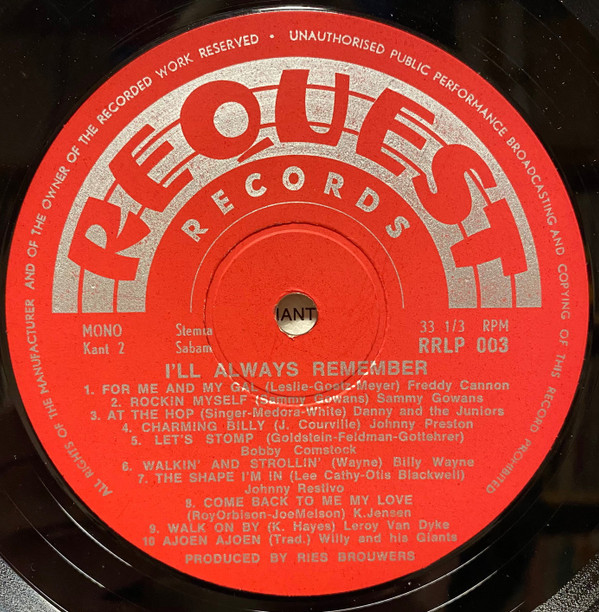 ALL RIGHTS OF THE MANUFACTURER AND OF THE OWNER OF THE RECORDED WORK RESERVED • UNAUTHORISED PUBLIC PERFORMANCE BROADCASTING AND COPYING OF THIS RECORD PROHIBITED
REQUEST
RECORDS
IANT
MONO Stemra 33 1/3 RPM
Kant 2 Sabam RRLP 003
I'LL ALWAYS REMEMBER
1. FOR ME AND MY GAL (Leslie-Goetz-Meyer) Freddy Cannon
2. ROCKIN MYSELF (Sammy Gowans) Sammy Gowans
3. AT THE HOP (Singer-Medora-White) Danny and the Juniors
4. CHARMING BILLY (J. Courville) Johnny Preston
5. LET'S STOMP (Goldstein-Feldman-Gottehrer)
Bobby Comstock
6. WALKIN' AND STROLLIN' (Wayne) Billy Wayne
7. THE SHAPE I'M IN (Lee Cathy-Otis Blackwell)
Johnny Restivo
8. COME BACK TO ME MY LOVE
(RoyOrbison-JoeMelson) K.Jensen
9. WALK ON BY (K. Hayes) Leroy Van Dyke
10 AJOEN AJOEN (Trad.) Willy and his Giants
PRODUCED BY RIES BROUWERS